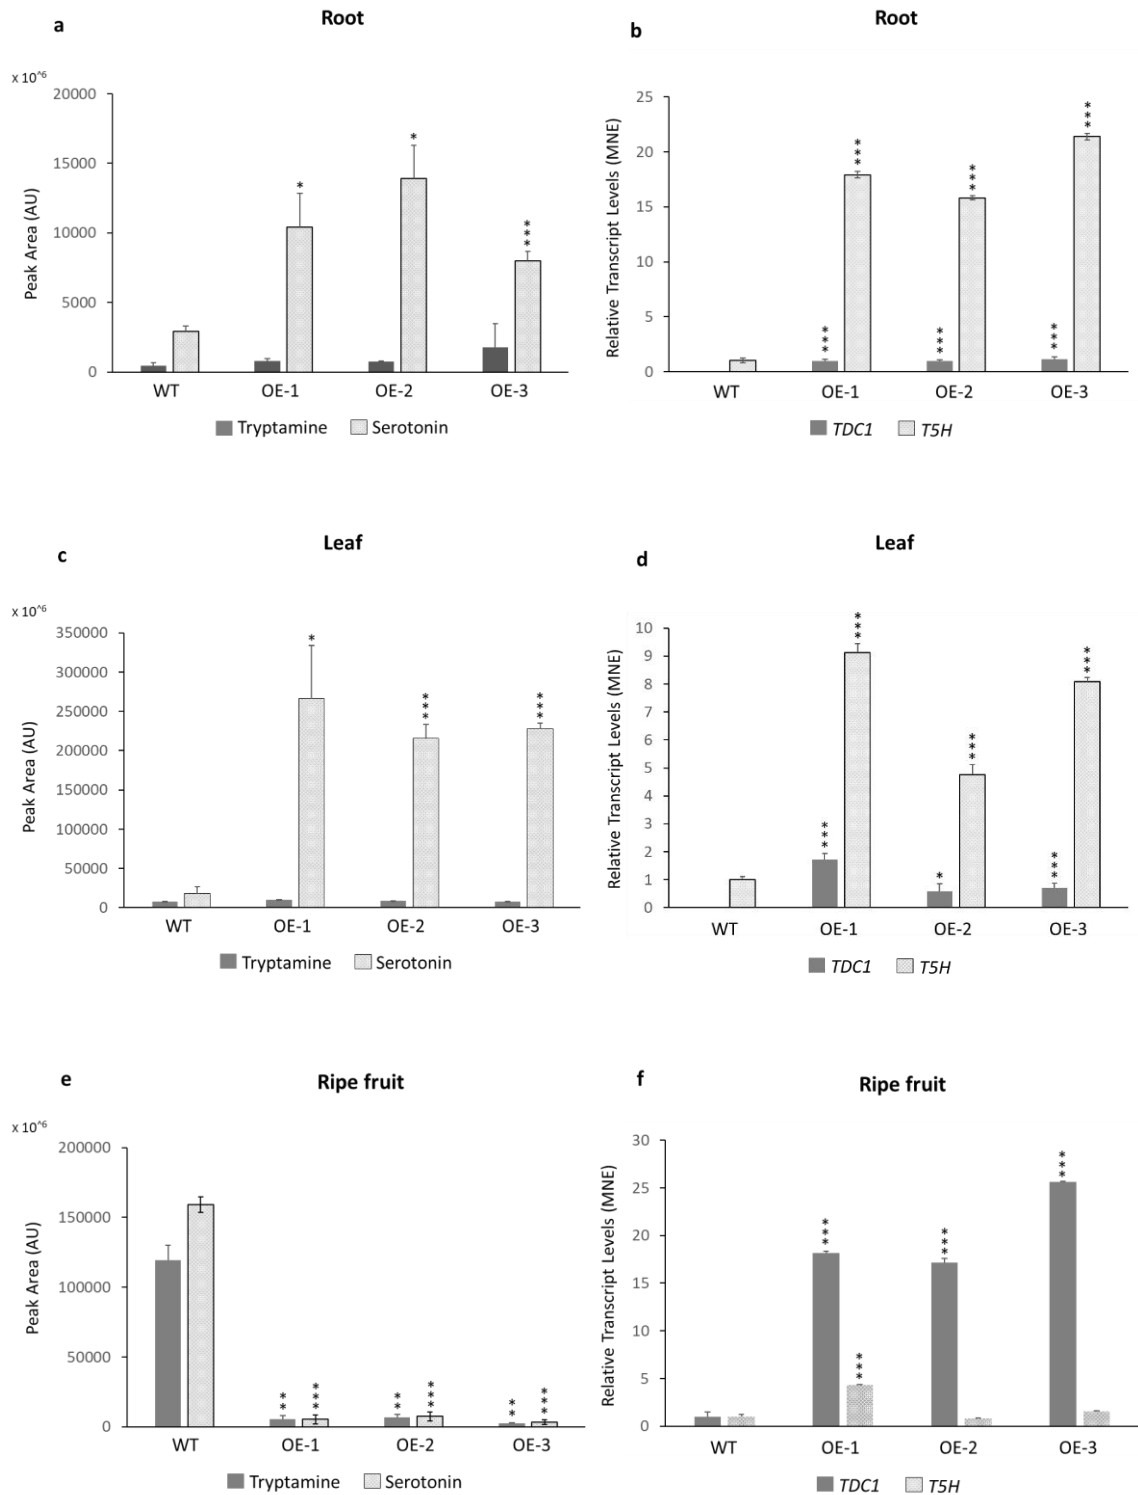 a
Root
x 10^6
Peak Area (AU)
20000
15000
10000
5000
0
*
*
***
WT OE-1 OE-2 OE-3
Tryptamine Serotonin
b
Root
Relative Transcript Levels (MNE)
25
20
15
10
5
0
*** *** *** *** *** ***
WT OE-1 OE-2 OE-3
TDC1 T5H
c
Leaf
x 10^6
Peak Area (AU)
350000
300000
250000
200000
150000
100000
50000
0
* *** ***
WT OE-1 OE-2 OE-3
Tryptamine Serotonin
d
Leaf
Relative Transcript Levels (MNE)
10
9
8
7
6
5
4
3
2
1
0
*** *** * *** *** ***
WT OE-1 OE-2 OE-3
TDC1 T5H
e
Ripe fruit
x 10^6
Peak Area (AU)
200000
150000
100000
50000
0
** *** ** *** ** ***
WT OE-1 OE-2 OE-3
Tryptamine Serotonin
f
Ripe fruit
Relative Transcript Levels (MNE)
30
25
20
15
10
5
0
*** *** *** ***
WT OE-1 OE-2 OE-3
TDC1 T5H